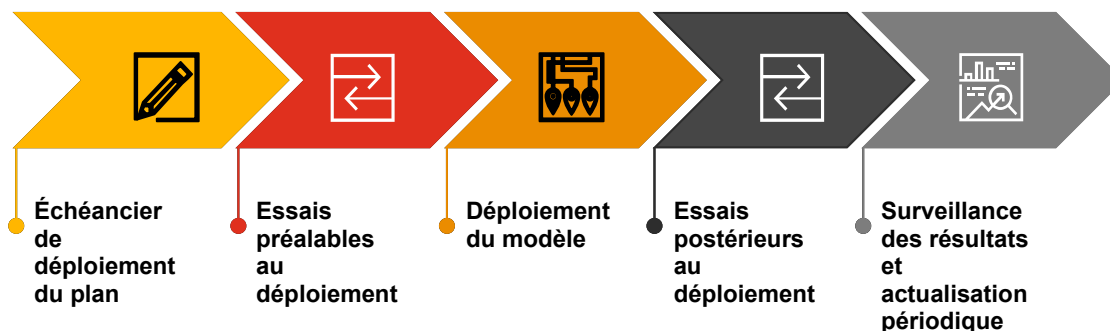 Échéancier
de
déploiement
du plan
Essais
préalables
au
déploiement
Déploiement
du modèle
Essais
postérieurs
au
déploiement
Surveillance
des résultats
et
actualisation
périodique